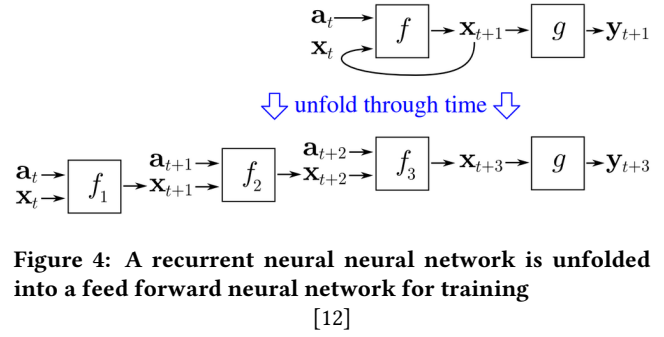 a_t f x_{t+1} g y_{t+1}
x_t
unfold through time
a_t f_1 a_{t+1} f_2 a_{t+2} f_3 x_{t+3} g y_{t+3}
x_t x_{t+1} x_{t+2}
Figure 4: A recurrent neural neural network is unfolded
into a feed forward neural network for training
[12]